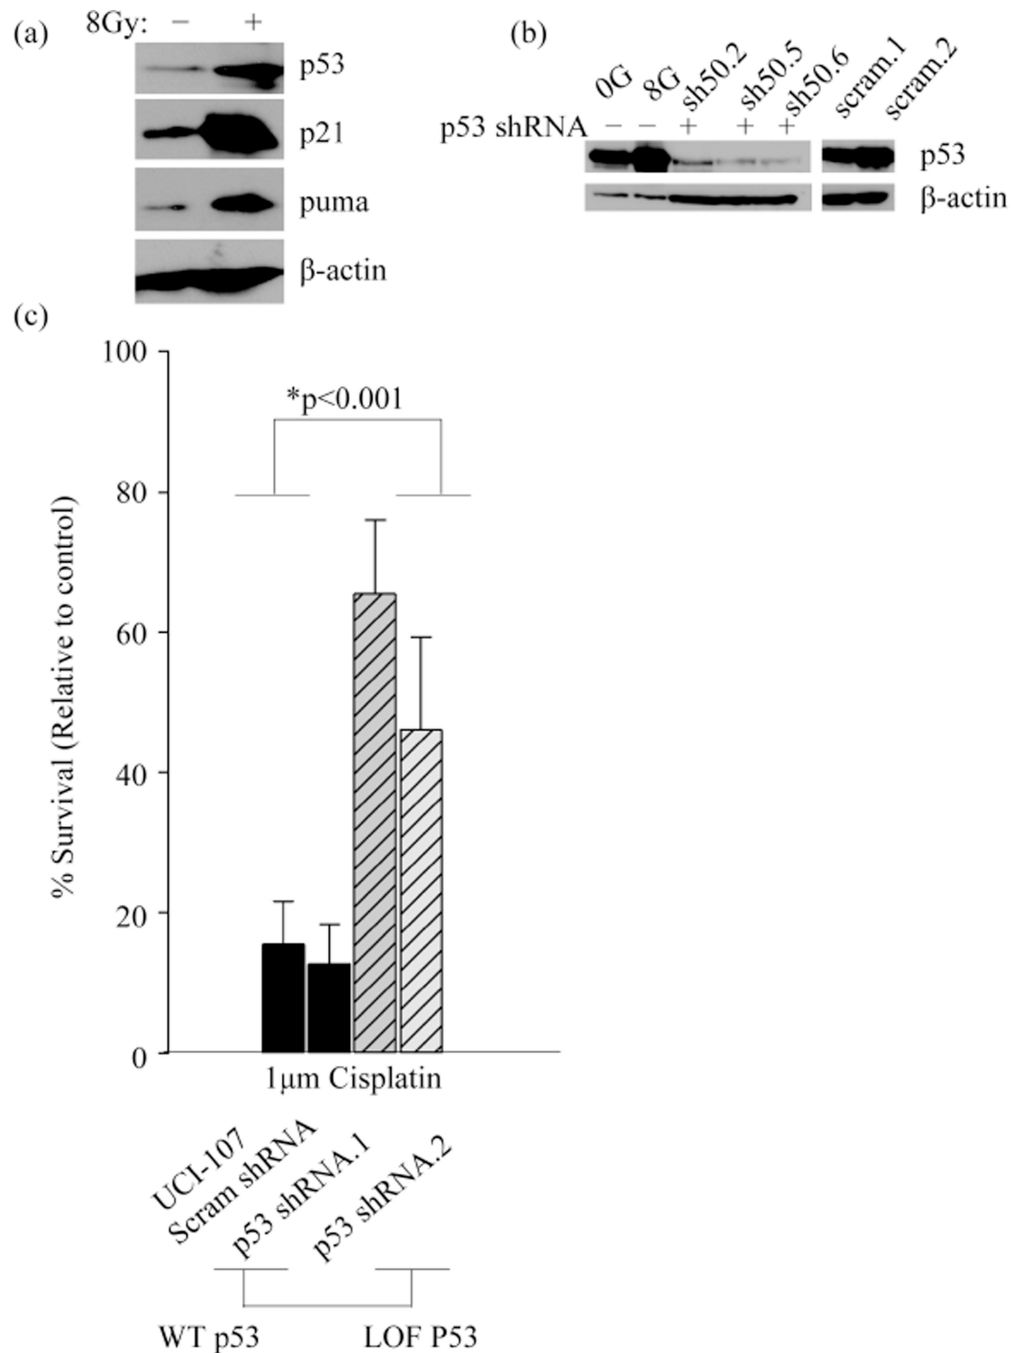 (a)
8Gy: − +
p53
p21
puma
β-actin
(b)
0G 8G sh50.2 sh50.5 sh50.6 scram.1 scram.2
p53 shRNA − − + + +
p53
β-actin
(c)
100
80
60
40
20
0
% Survival (Relative to control)
*p<0.001
1μm Cisplatin
UCI-107
Scram shRNA
p53 shRNA.1
p53 shRNA.2
WT p53
LOF P53